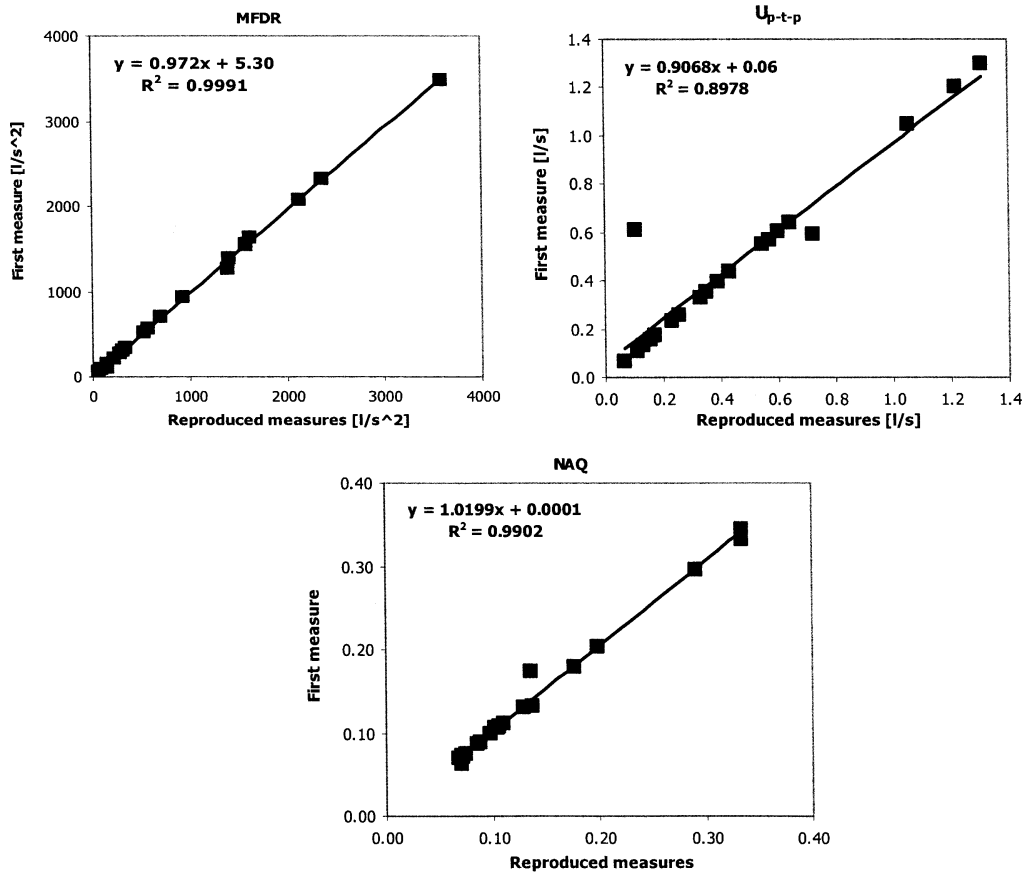 MFDR
y = 0.972x + 5.30
R² = 0.9991
4000
3000
2000
1000
0
First measure [l/s^2]
0 1000 2000 3000 4000
Reproduced measures [l/s^2]
Up-t-p
y = 0.9068x + 0.06
R² = 0.8978
1.4
1.2
1.0
0.8
0.6
0.4
0.2
0.0
First measure [l/s]
0.0 0.2 0.4 0.6 0.8 1.0 1.2 1.4
Reproduced measures [l/s]
NAQ
y = 1.0199x + 0.0001
R² = 0.9902
0.40
0.30
0.20
0.10
0.00
First measure
0.00 0.10 0.20 0.30 0.40
Reproduced measures